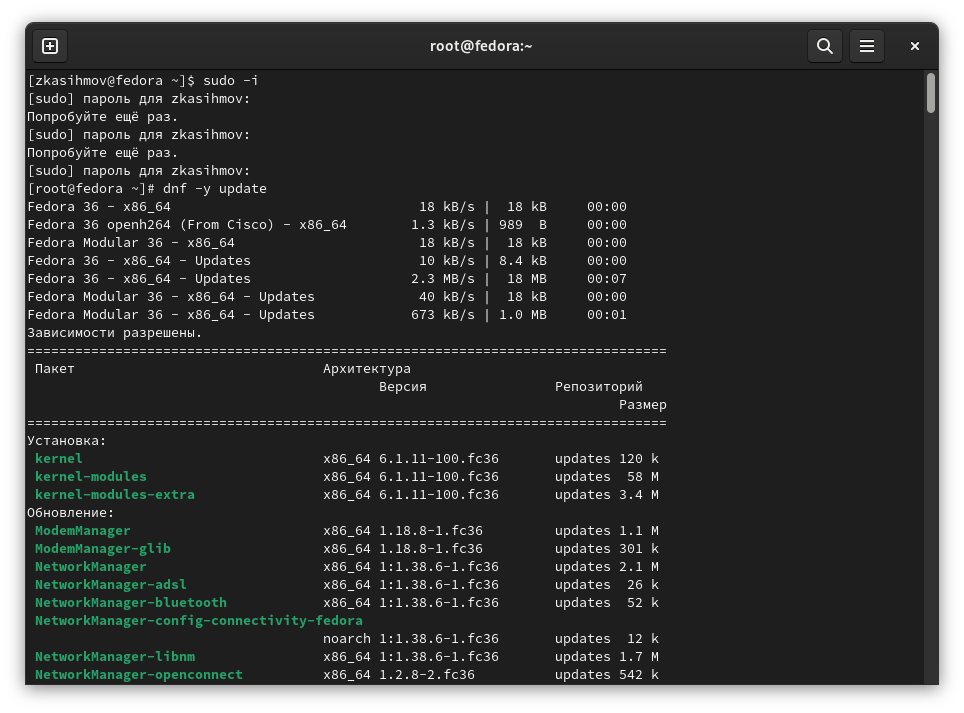 root@fedora:~
[zkasihmov@fedora ~]$ sudo -i
[sudo] пароль для zkasihmov:
Попробуйте ещё раз.
[sudo] пароль для zkasihmov:
Попробуйте ещё раз.
[sudo] пароль для zkasihmov:
[root@fedora ~]# dnf -y update
Fedora 36 - x86_64 18 kB/s | 18 kB 00:00
Fedora 36 openh264 (From Cisco) - x86_64 1.3 kB/s | 989 B 00:00
Fedora Modular 36 - x86_64 18 kB/s | 18 kB 00:00
Fedora 36 - x86_64 - Updates 10 kB/s | 8.4 kB 00:00
Fedora 36 - x86_64 - Updates 2.3 MB/s | 18 MB 00:07
Fedora Modular 36 - x86_64 - Updates 40 kB/s | 18 kB 00:00
Fedora Modular 36 - x86_64 - Updates 673 kB/s | 1.0 MB 00:01
Зависимости разрешены.
================================================================================
Пакет Архитектура
Версия Репозиторий
Размер
================================================================================
Установка:
kernel x86_64 6.1.11-100.fc36 updates 120 k
kernel-modules x86_64 6.1.11-100.fc36 updates 58 M
kernel-modules-extra x86_64 6.1.11-100.fc36 updates 3.4 M
Обновление:
ModemManager x86_64 1.18.8-1.fc36 updates 1.1 M
ModemManager-glib x86_64 1.18.8-1.fc36 updates 301 k
NetworkManager x86_64 1:1.38.6-1.fc36 updates 2.1 M
NetworkManager-adsl x86_64 1:1.38.6-1.fc36 updates 26 k
NetworkManager-bluetooth x86_64 1:1.38.6-1.fc36 updates 52 k
NetworkManager-config-connectivity-fedora
noarch 1:1.38.6-1.fc36 updates 12 k
NetworkManager-libnm x86_64 1:1.38.6-1.fc36 updates 1.7 M
NetworkManager-openconnect x86_64 1.2.8-2.fc36 updates 542 k